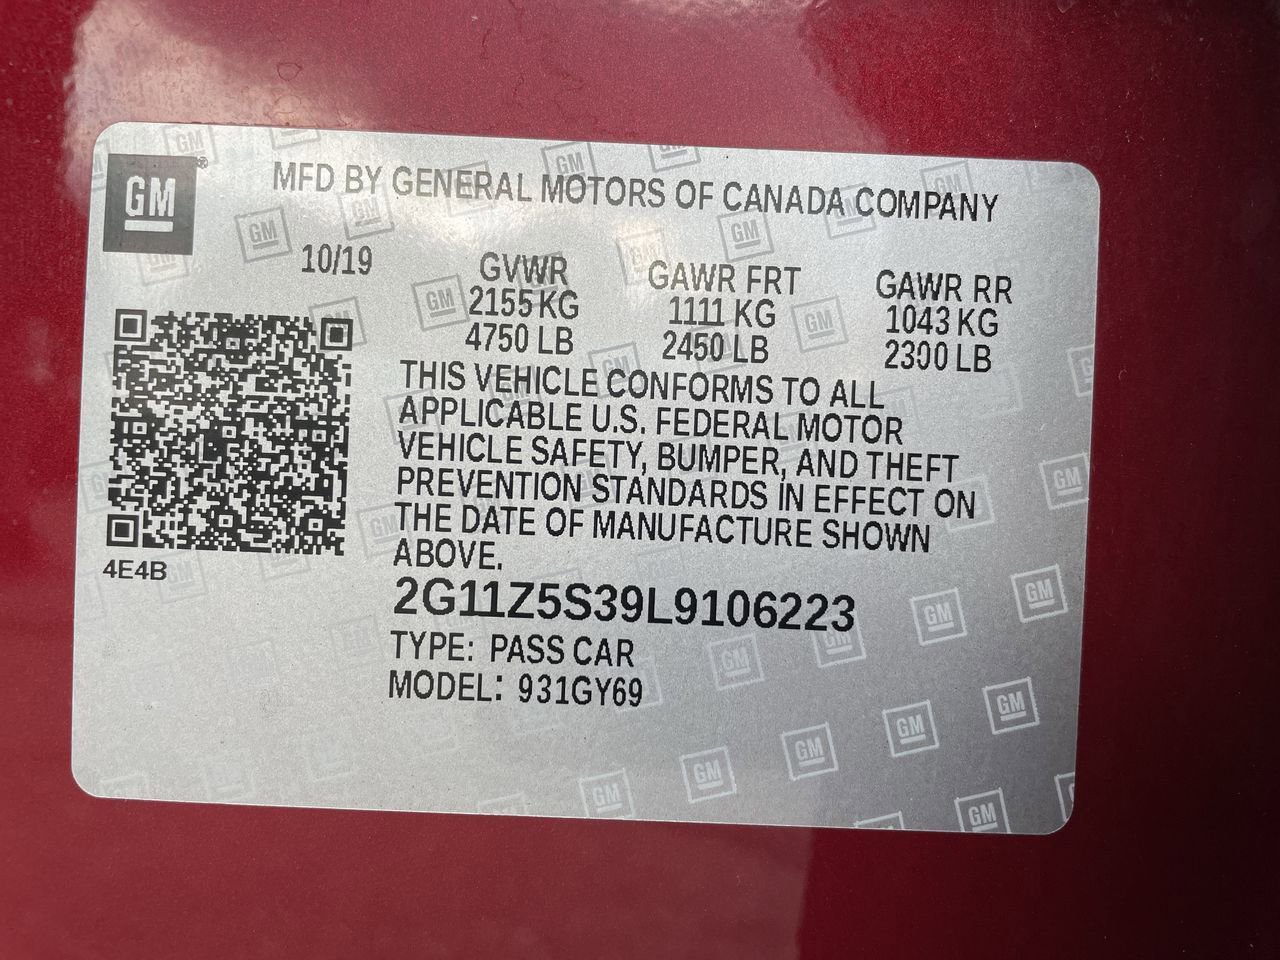 GM®
MFD BY GENERAL MOTORS OF CANADA COMPANY
10/19
GVWR
2155 KG
4750 LB
GAWR FRT
1111 KG
2450 LB
GAWR RR
1043 KG
2300 LB
THIS VEHICLE CONFORMS TO ALL
APPLICABLE U.S. FEDERAL MOTOR
VEHICLE SAFETY, BUMPER, AND THEFT
PREVENTION STANDARDS IN EFFECT ON
THE DATE OF MANUFACTURE SHOWN
ABOVE.
4E4B
2G11Z5S39L9106223
TYPE: PASS CAR
MODEL: 931GY69